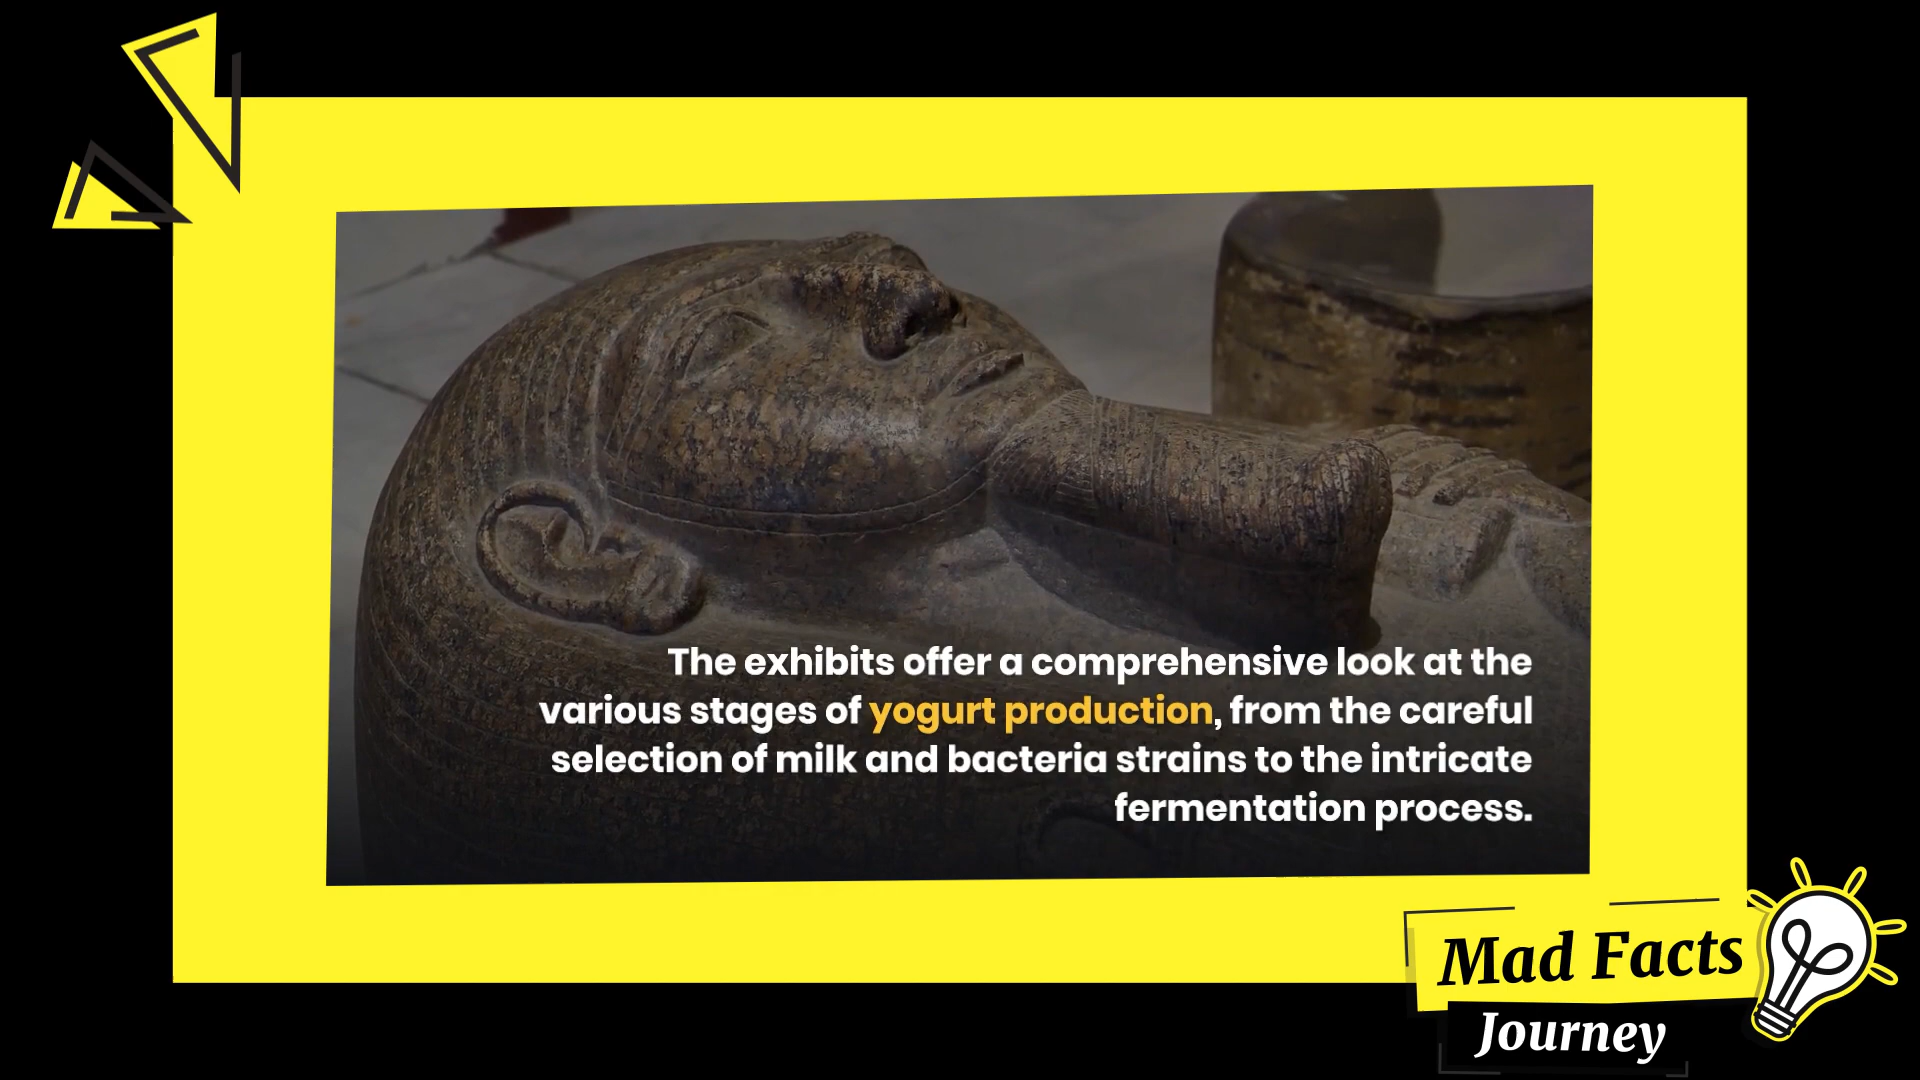 The exhibits offer a comprehensive look at the
various stages of yogurt production, from the careful
selection of milk and bacteria strains to the intricate
fermentation process.
Mad Facts
Journey